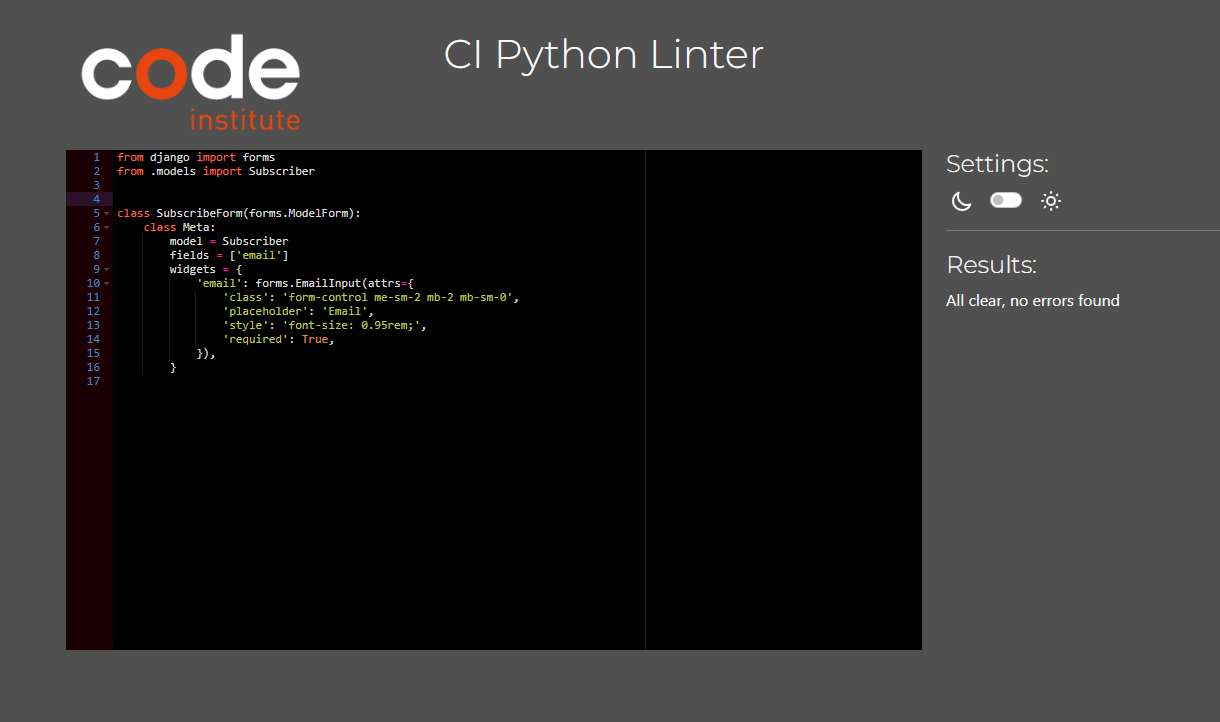 code
institute
CI Python Linter
1 from django import forms
2 from .models import Subscriber
3
4
5 class SubscribeForm(forms.ModelForm):
6     class Meta:
7         model = Subscriber
8         fields = ['email']
9         widgets = {
10             'email': forms.EmailInput(attrs={
11                 'class': 'form-control me-sm-2 mb-2 mb-sm-0',
12                 'placeholder': 'Email',
13                 'style': 'font-size: 0.95rem;',
14                 'required': True,
15             }),
16         }
17
Settings:
Results:
All clear, no errors found